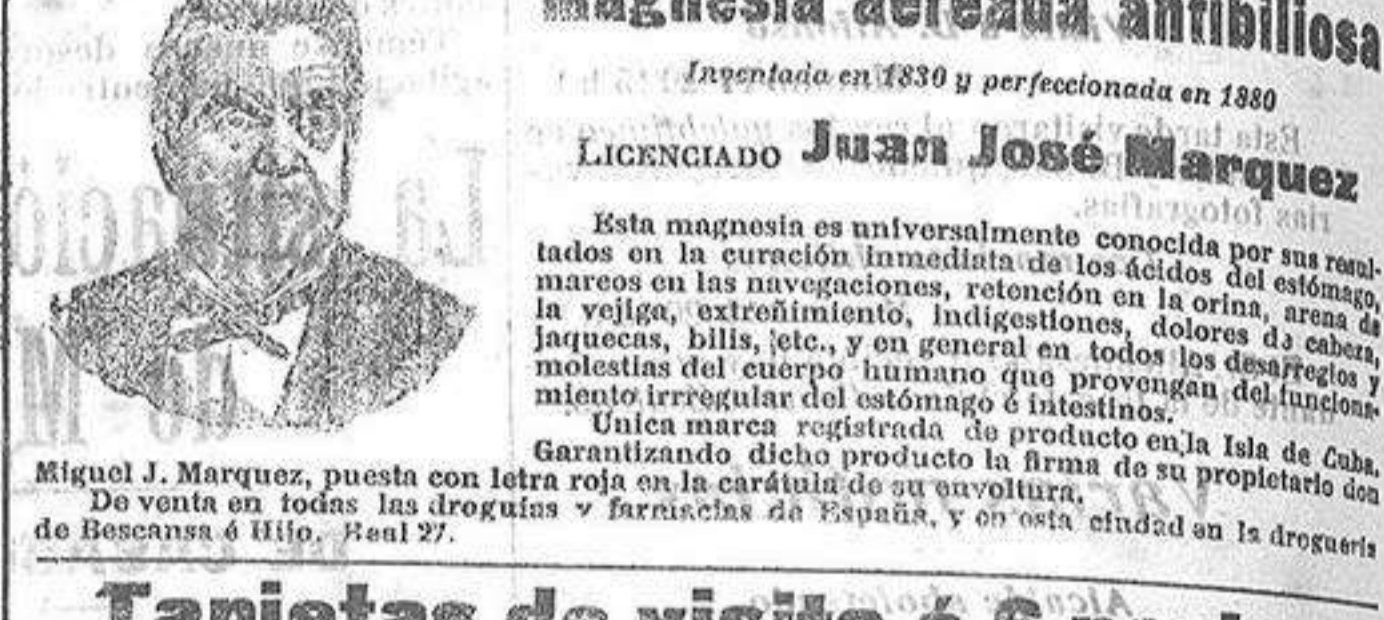 Magnesia aereada antibiliosa
Inventada en 1830 y perfeccionada en 1880
LICENCIADO Juan José Marquez
Esta magnesia es universalmente conocida por sus resul-
tados en la curación inmediata de los ácidos del estómago,
mareos en las navegaciones, retención en la orina, arena de
la vejiga, extreñimiento, indigestiones, dolores de cabeza,
jaquecas, bilis, etc., y en general en todos los desarreglos y
molestias del cuerpo humano que provengan del funciona-
miento irrregular del estómago é intestinos.
Unica marca registrada de producto en la Isla de Cuba.
Garantizando dicho producto la firma de su propietario don
Miguel J. Marquez, puesta con letra roja en la carátula de su envoltura.
De venta en todas las droguías y farmacias de España, y en esta ciudad en la droguería
de Bescansa é Hijo. Real 27.
Tarjetas de visita á 6